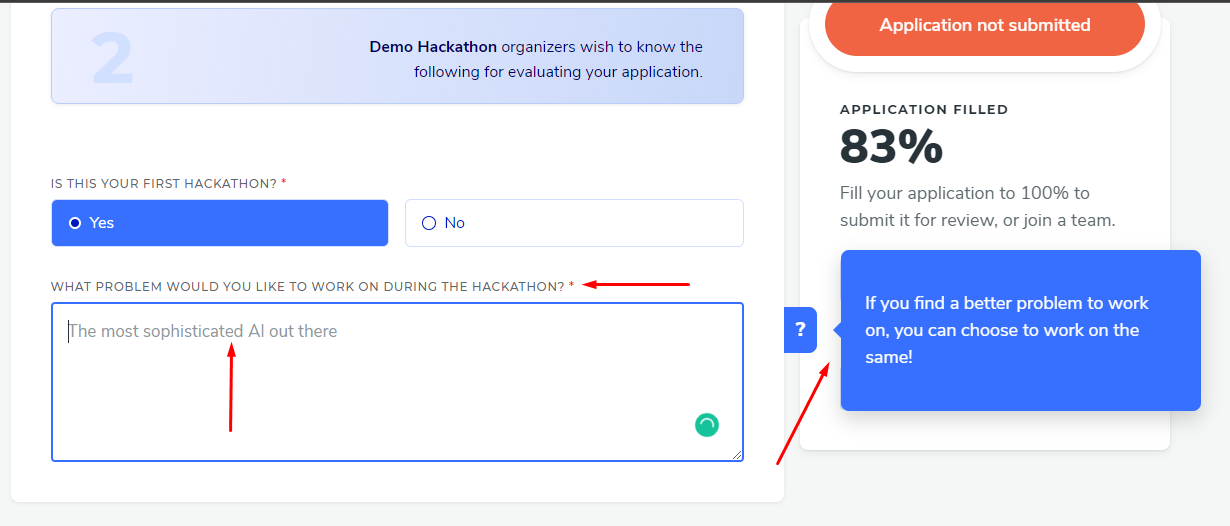 2
Demo Hackathon organizers wish to know the
following for evaluating your application.
IS THIS YOUR FIRST HACKATHON? *
Yes
No
WHAT PROBLEM WOULD YOU LIKE TO WORK ON DURING THE HACKATHON? *
The most sophisticated AI out there
Application not submitted
APPLICATION FILLED
83%
Fill your application to 100% to
submit it for review, or join a team.
?
If you find a better problem to work
on, you can choose to work on the
same!